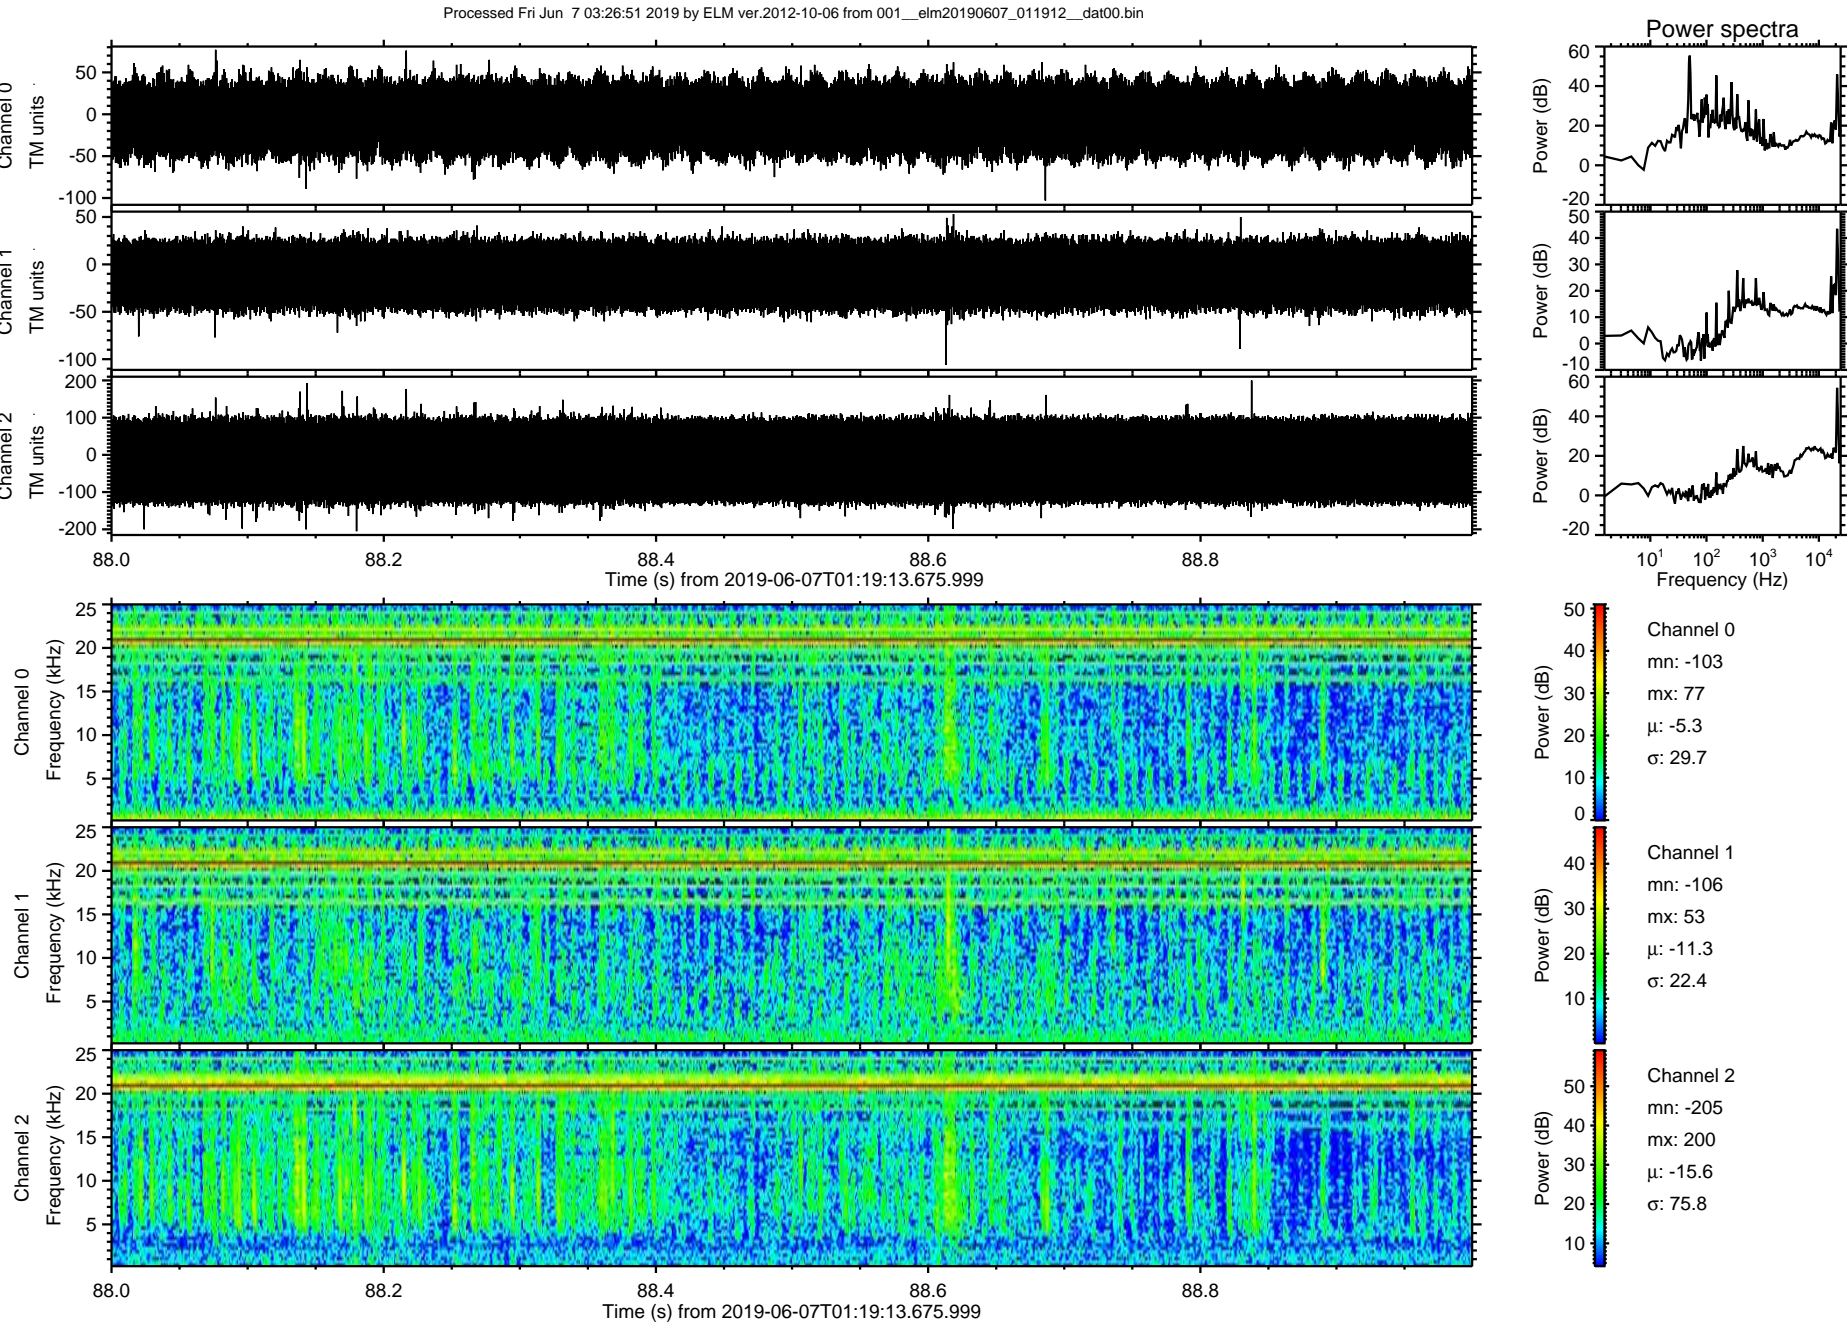 Processed Fri Jun 7 03:26:51 2019 by ELM ver.2012-10-06 from 001__elm20190607_011912__dat00.bin
Power spectra
Channel 0
TM units
50
0
-50
-100
Power (dB)
60
40
20
0
-20
Channel 1
TM units
50
0
-50
-100
Power (dB)
50
40
30
20
10
0
-10
Channel 2
TM units
200
100
0
-100
-200
Power (dB)
60
40
20
0
-20
88.0 88.2 88.4 88.6 88.8
Time (s) from 2019-06-07T01:19:13.675.999
10^1 10^2 10^3 10^4
Frequency (Hz)
Channel 0
Frequency (kHz)
25
20
15
10
5
Power (dB)
50
40
30
20
10
0
Channel 0
mn: -103
mx: 77
μ: -5.3
σ: 29.7
Channel 1
Frequency (kHz)
25
20
15
10
5
Power (dB)
40
30
20
10
Channel 1
mn: -106
mx: 53
μ: -11.3
σ: 22.4
Channel 2
Frequency (kHz)
25
20
15
10
5
Power (dB)
50
40
30
20
10
Channel 2
mn: -205
mx: 200
μ: -15.6
σ: 75.8
88.0 88.2 88.4 88.6 88.8
Time (s) from 2019-06-07T01:19:13.675.999